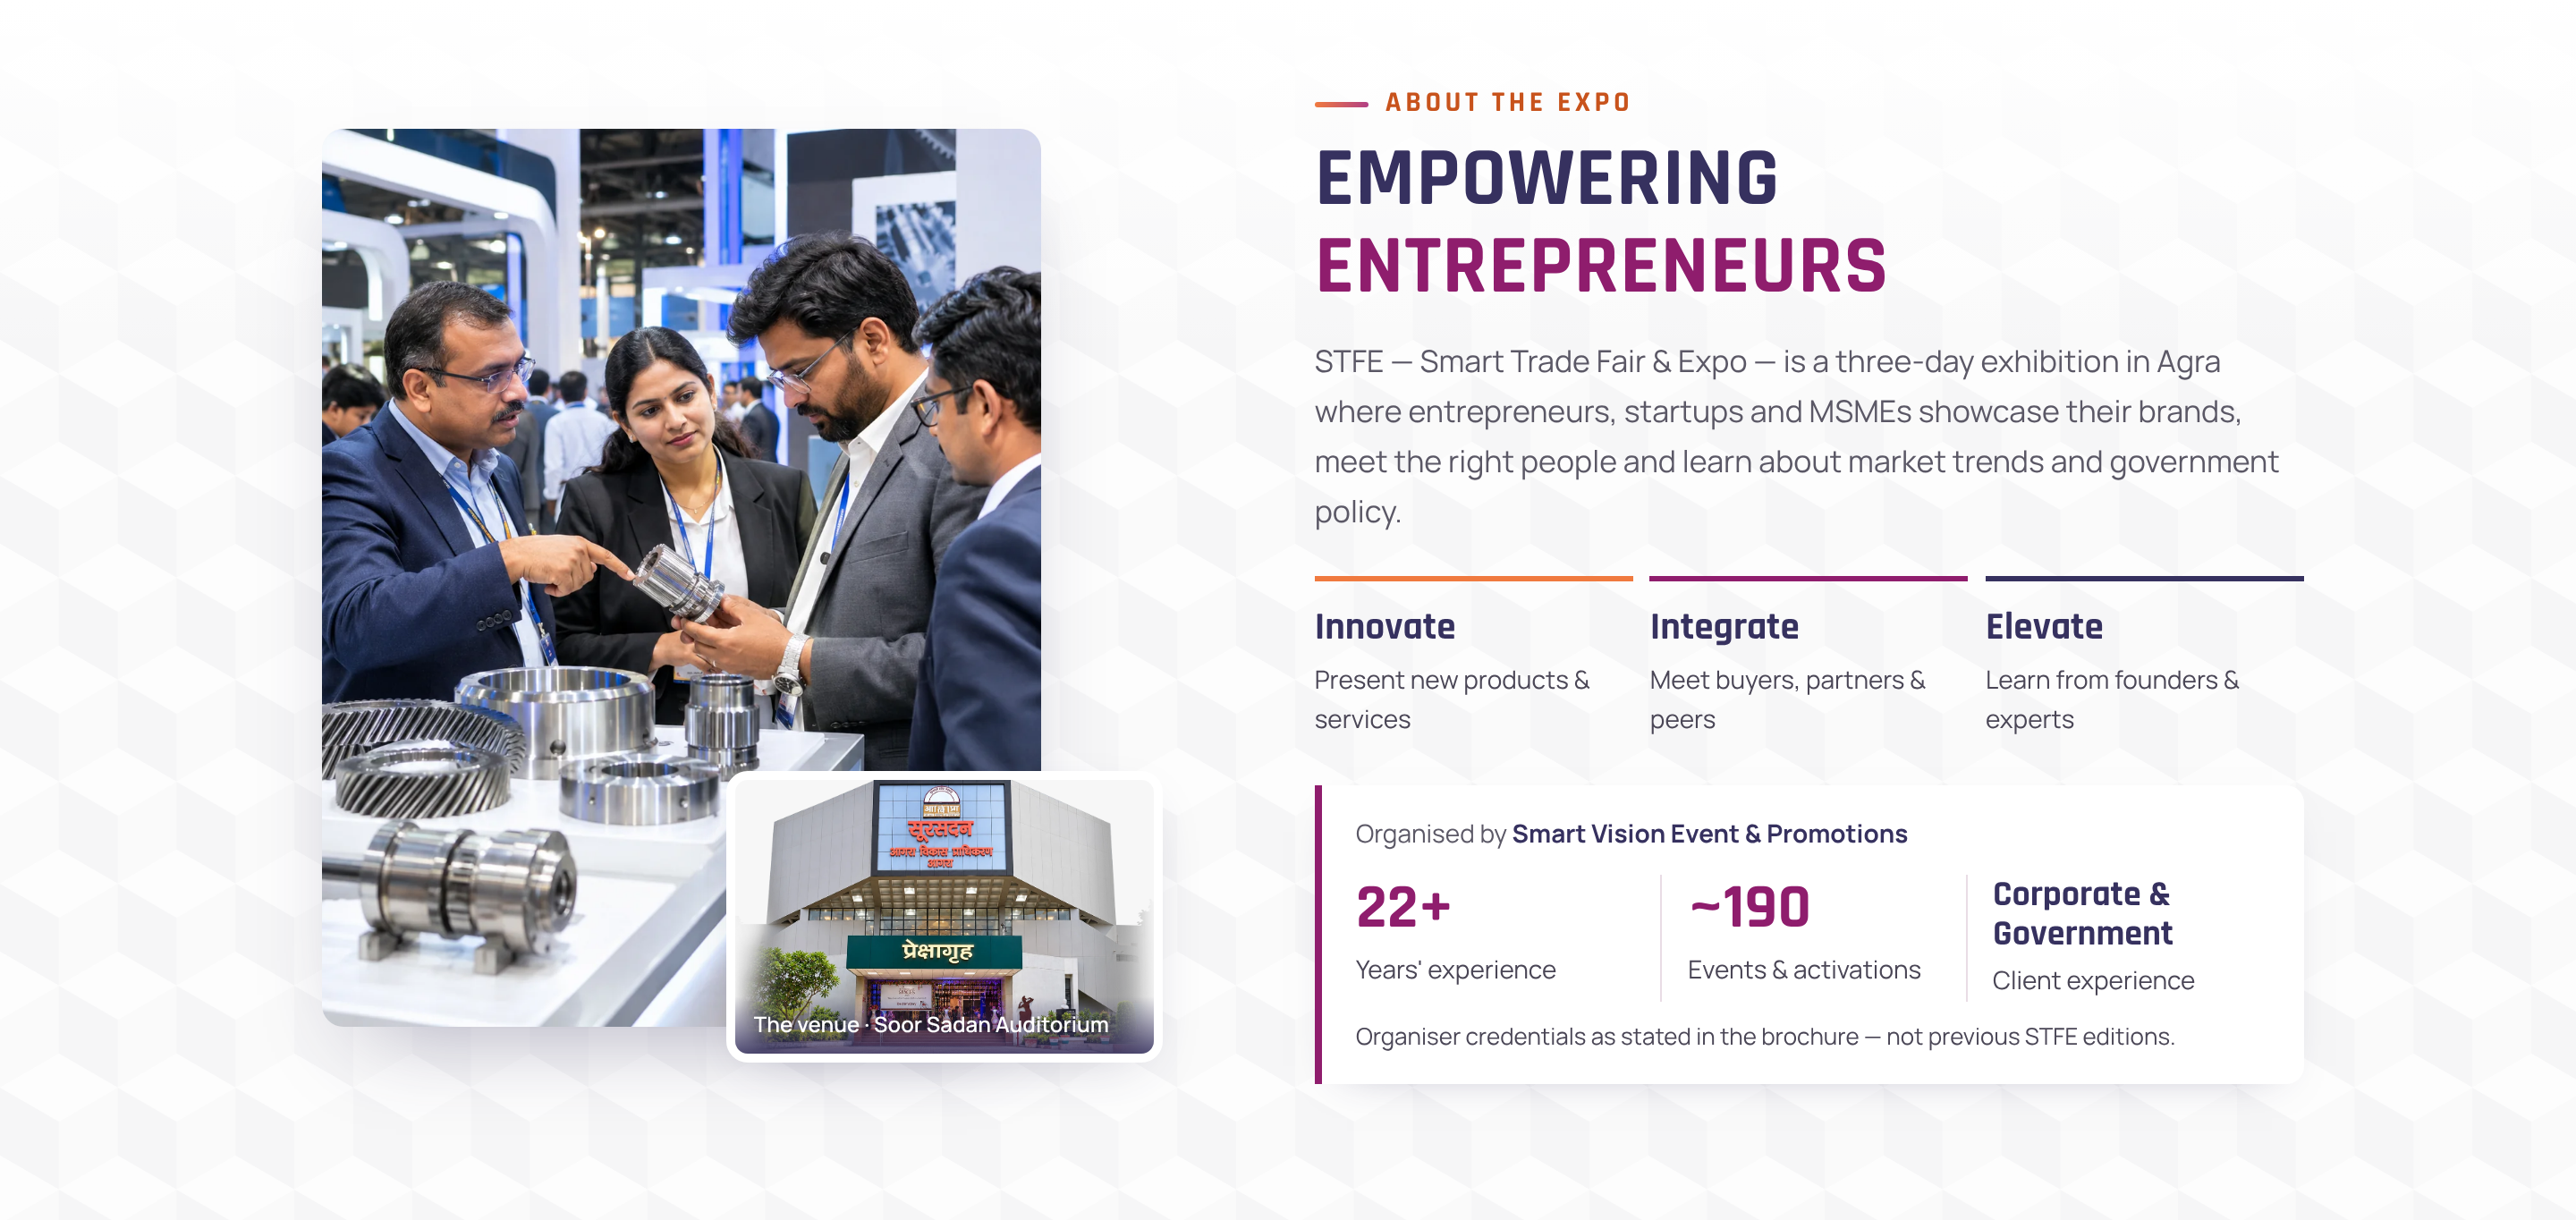 ABOUT THE EXPO
EMPOWERING
ENTREPRENEURS
STFE — Smart Trade Fair & Expo — is a three-day exhibition in Agra
where entrepreneurs, startups and MSMEs showcase their brands,
meet the right people and learn about market trends and government
policy.
Innovate
Present new products &
services
Integrate
Meet buyers, partners &
peers
Elevate
Learn from founders &
experts
सूरसदन
आगरा विकास प्राधिकरण
आगरा
प्रेक्षागृह
The venue · Soor Sadan Auditorium
Organised by Smart Vision Event & Promotions
22+
Years' experience
~190
Events & activations
Corporate &
Government
Client experience
Organiser credentials as stated in the brochure — not previous STFE editions.